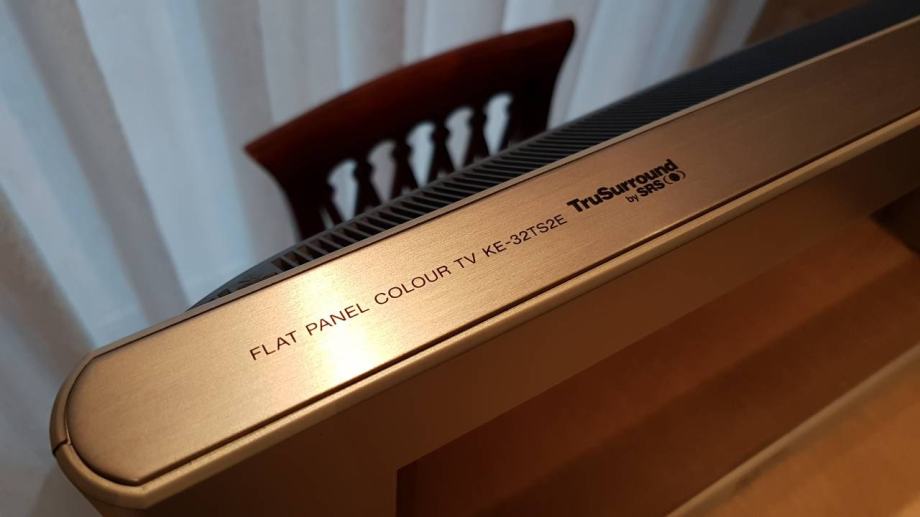 FLAT PANEL COLOUR TV KE-32TS2E
TruSurround
by SRS(●)